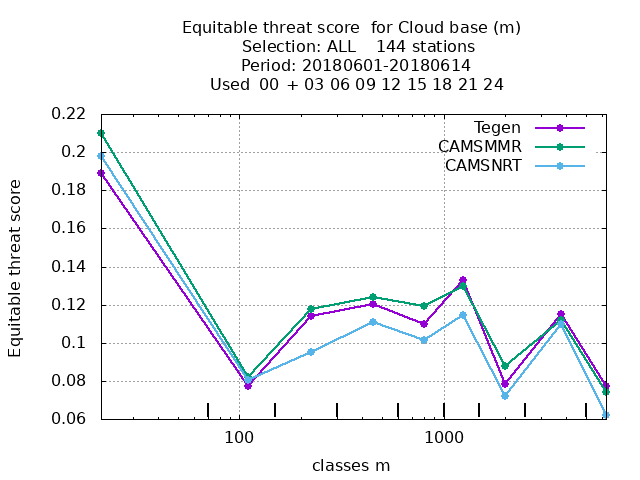 Equitable threat score  for Cloud base (m)
Selection: ALL    144 stations
Period: 20180601-20180614
Used  00 + 03 06 09 12 15 18 21 24
Tegen
CAMSMMR
CAMSNRT
Equitable threat score
0.22
0.2
0.18
0.16
0.14
0.12
0.1
0.08
0.06
100
1000
classes m